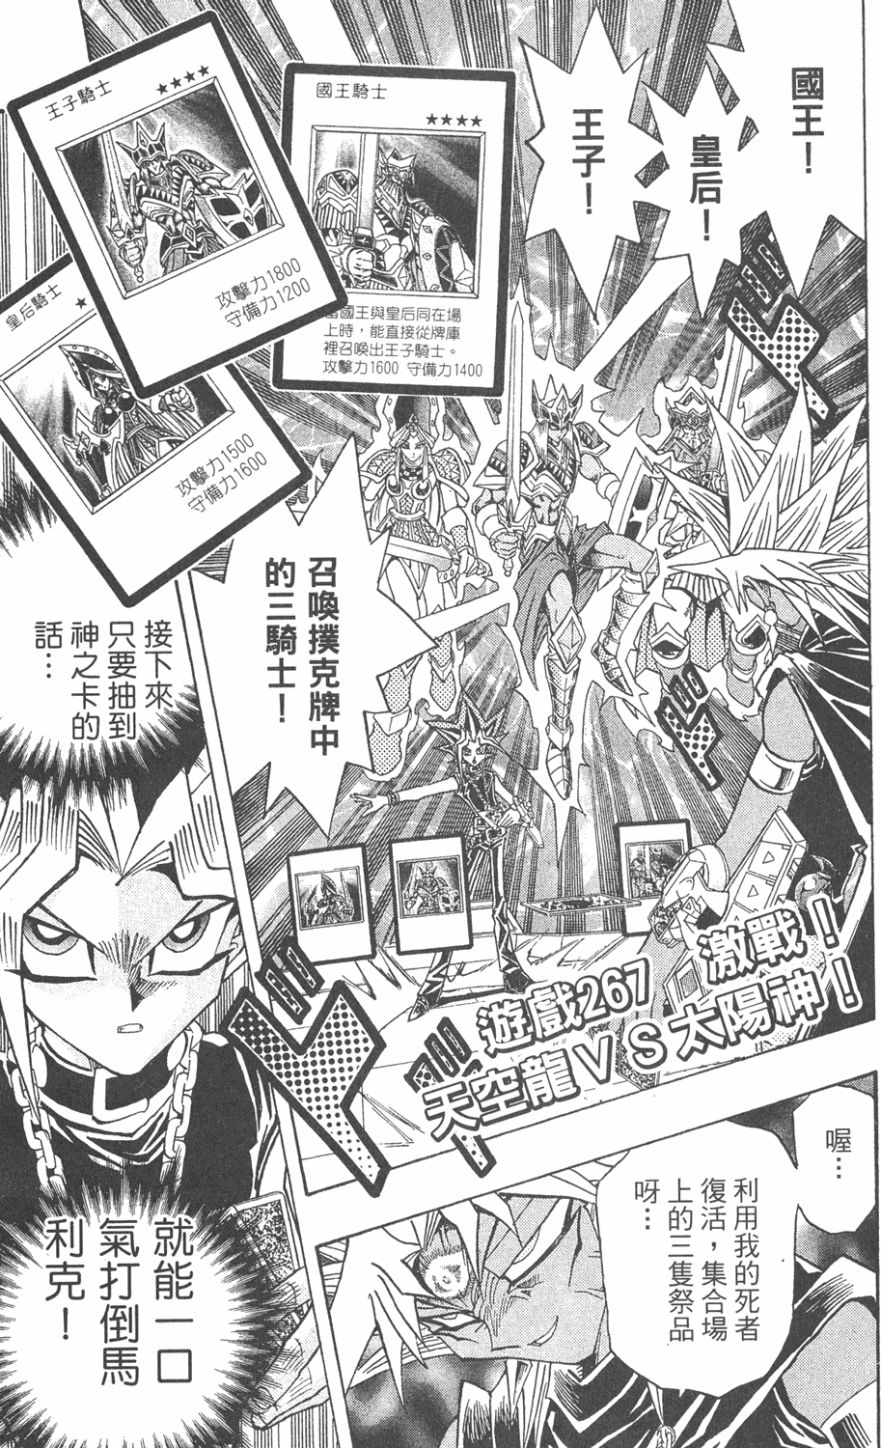 國王！
皇后！
王子！
國王騎士
★★★★
當國王與皇后同在場
上時，能直接從牌庫
裡召喚出王子騎士。
攻擊力1600 守備力1400
王子騎士
★★★★
攻擊力1800
守備力1200
皇后騎士
★
攻擊力1500
守備力1600
召喚撲克牌中
的三騎士！
遊戲267 激戰！
天空龍ＶＳ太陽神！
接下來
只要抽到
神之卡的
話…
就能一口
氣打倒馬
利克！
喔…
利用我的死者
復活，集合場
上的三隻祭品
呀…